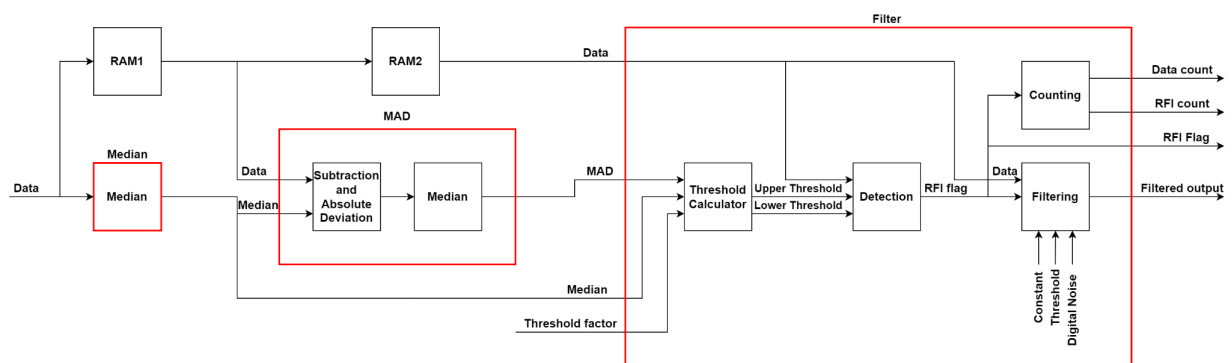 Filter
RAM1
RAM2
Data
Data count
Counting
RFI count
MAD
RFI Flag
Median
Data
Median
Data
Subtraction
and
Absolute
Deviation
Median
Median
MAD
Threshold
Calculator
Upper Threshold
Lower Threshold
Detection
RFI flag
Data
Filtering
Filtered output
Median
Threshold factor
Constant
Threshold
Digital Noise